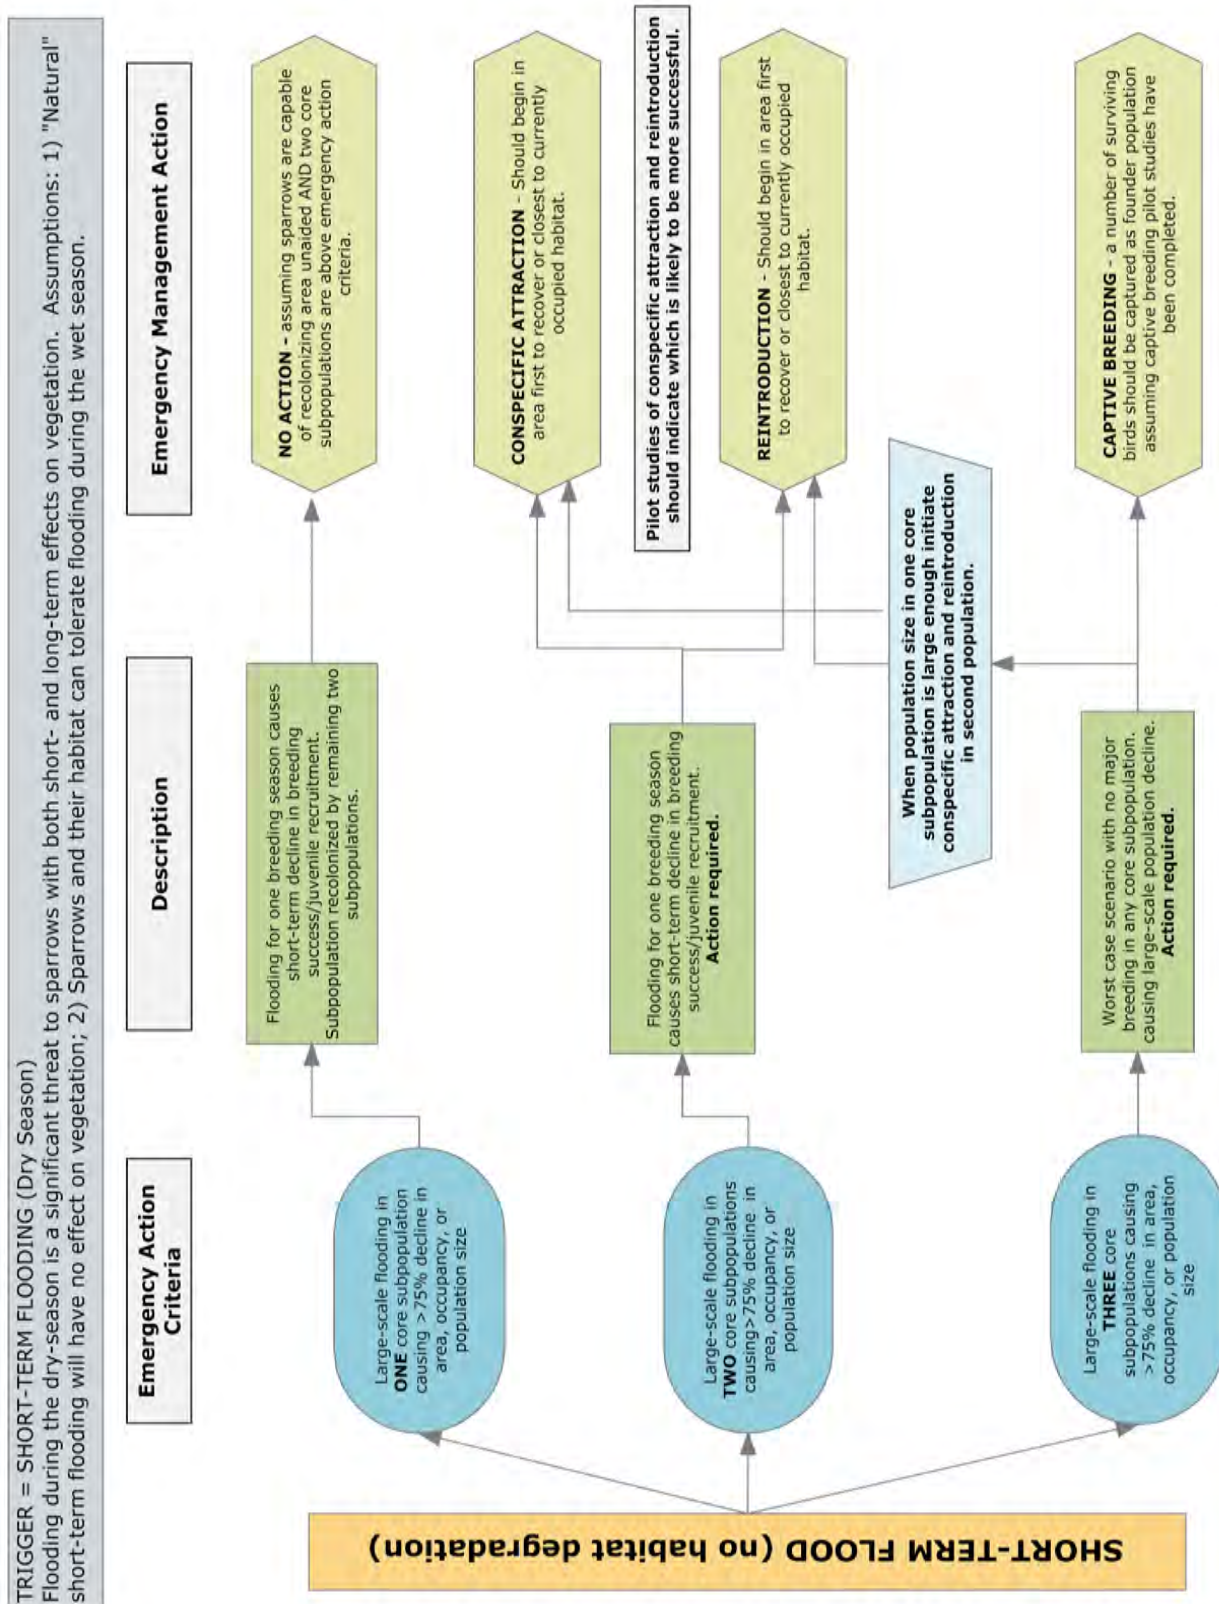 TRIGGER = SHORT-TERM FLOODING (Dry Season)
Flooding during the dry-season is a significant threat to sparrows with both short- and long-term effects on vegetation. Assumptions: 1) "Natural"
short-term flooding will have no effect on vegetation; 2) Sparrows and their habitat can tolerate flooding during the wet season.
Emergency Action
Criteria
Description
Emergency Management Action
SHORT-TERM FLOOD (no habitat degradation)
Large-scale flooding in
ONE core subpopulation
causing >75% decline in
area, occupancy, or
population size
Flooding for one breeding season causes
short-term decline in breeding
success/juvenile recruitment.
Subpopulation recolonized by remaining two
subpopulations.
NO ACTION - assuming sparrows are capable
of recolonizing area unaided AND two core
subpopulations are above emergency action
criteria.
Large-scale flooding in
TWO core subpopulations
causing>75% decline in
area, occupancy, or
population size
Flooding for one breeding season
causes short-term decline in breeding
success/juvenile recruitment.
Action required.
CONSPECIFIC ATTRACTION - Should begin in
area first to recover or closest to currently
occupied habitat.
Pilot studies of conspecific attraction and reintroduction
should indicate which is likely to be more successful.
REINTRODUCTION - Should begin in area first
to recover or closest to currently occupied
habitat.
When population size in one core
subpopulation is large enough initiate
conspecific attraction and reintroduction
in second population.
Large-scale flooding in
THREE core
subpopulations causing
>75% decline in area,
occupancy, or population
size
Worst case scenario with no major
breeding in any core subpopulation.
causing large-scale population decline.
Action required.
CAPTIVE BREEDING - a number of surviving
birds should be captured as founder population
assuming captive breeding pilot studies have
been completed.